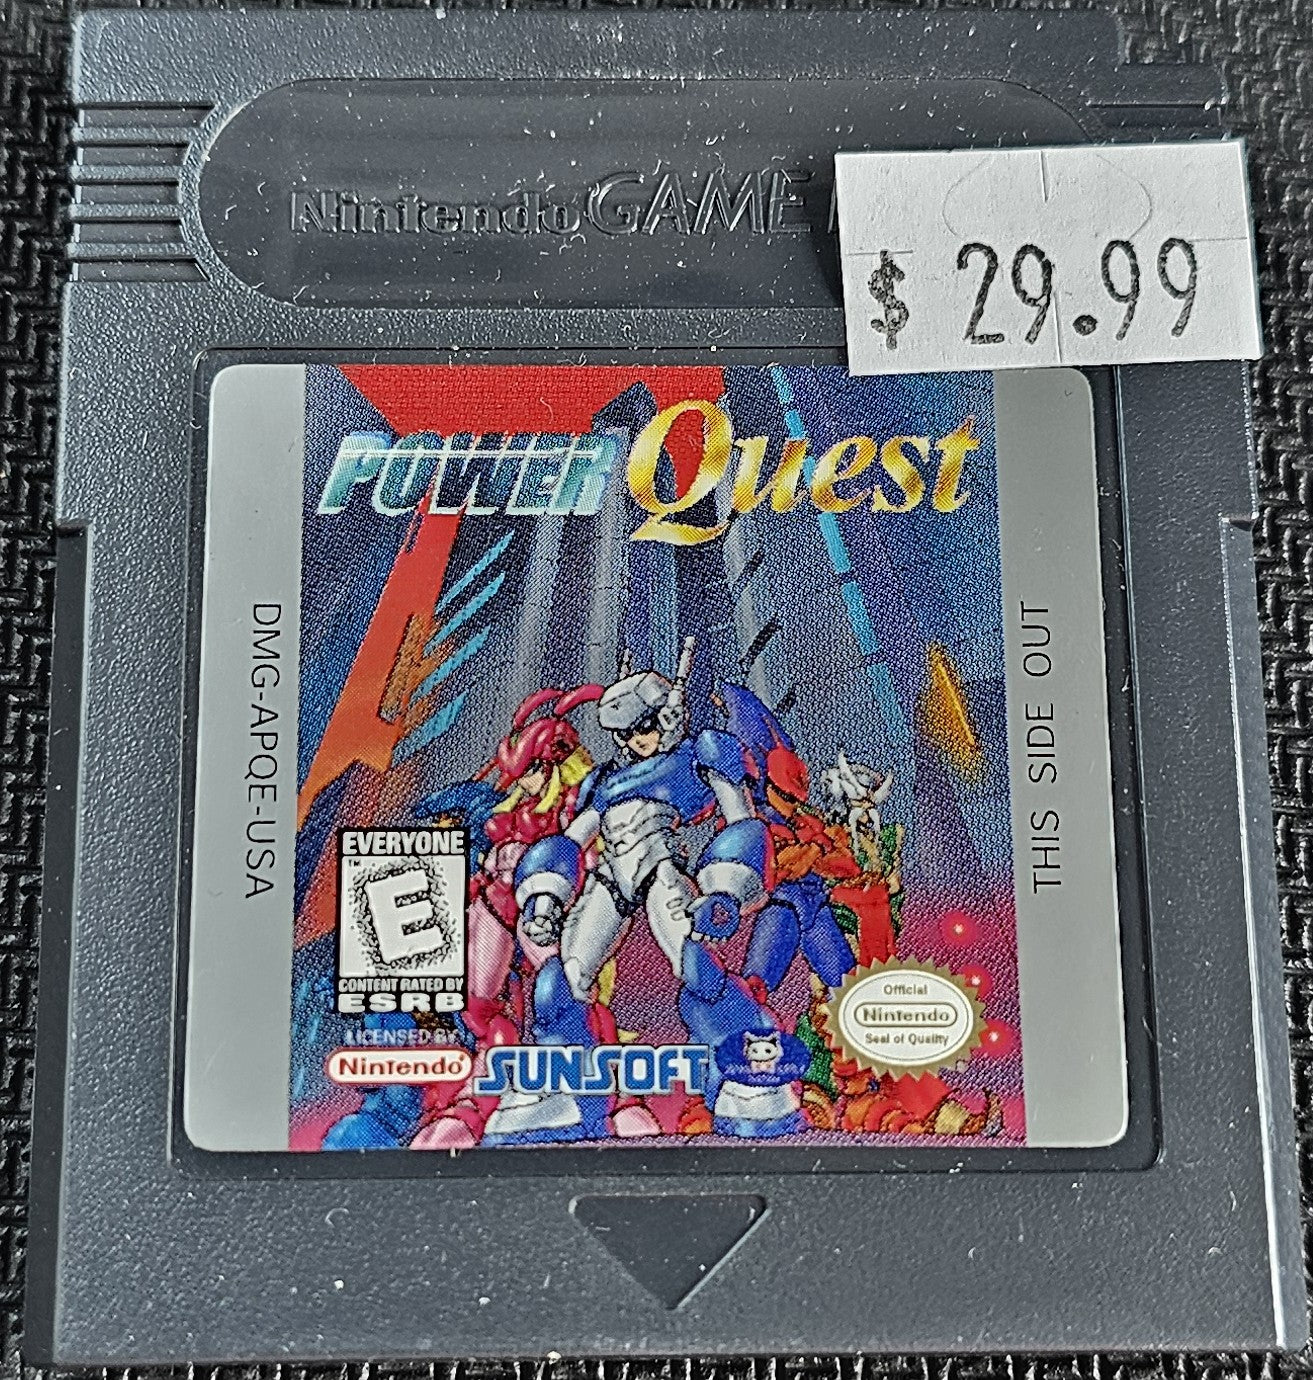 Nintendo GAME
$ 29.99
POWER Quest
DMG-APQE-USA
THIS SIDE OUT
EVERYONE
TM
E
CONTENT RATED BY
ESRB
LICENSED BY
Nintendo
SUNSOFT
Official
Nintendo
Seal of Quality